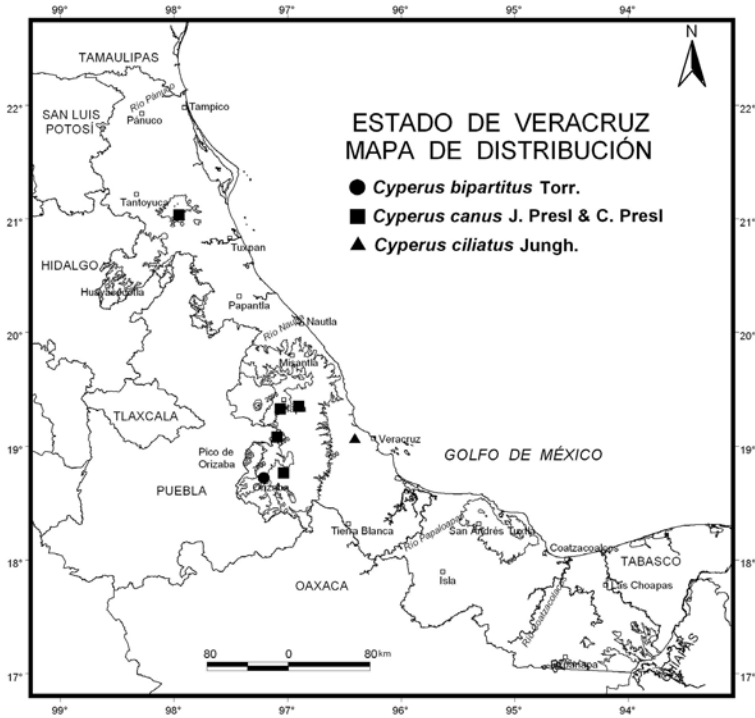 99° 98° 97° 96° 95° 94°
N
TAMAULIPAS
22° 22°
Río Pánuco
Tampico
Pánuco
SAN LUIS
POTOSÍ
ESTADO DE VERACRUZ
MAPA DE DISTRIBUCIÓN
Cyperus bipartitus Torr.
Cyperus canus J. Presl & C. Presl
Cyperus ciliatus Jungh.
Tantoyuca
21° 21°
Tuxpan
HIDALGO
Huayacocotla
Papantla
20° 20°
Río Nautla
Nautla
Misantla
TLAXCALA
19° 19°
Veracruz
Pico de
Orizaba
GOLFO DE MÉXICO
PUEBLA
Orizaba
Tierra Blanca
Río Papaloapan
San Andrés Tuxtla
18° 18°
Coatzacoalcos
TABASCO
OAXACA
Isla
Las Choapas
Río Coatzacoalcos
CHIAPAS
80 0 80 km
17° 17°
99° 98° 97° 96° 95° 94°